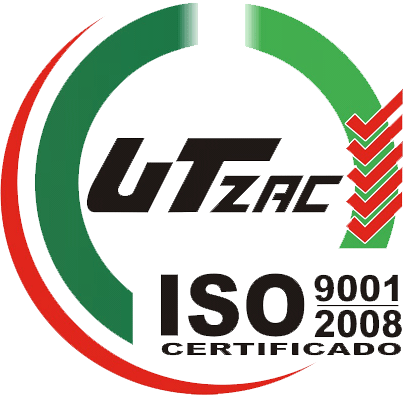 UTZAC
ISO 9001
2008
CERTIFICADO